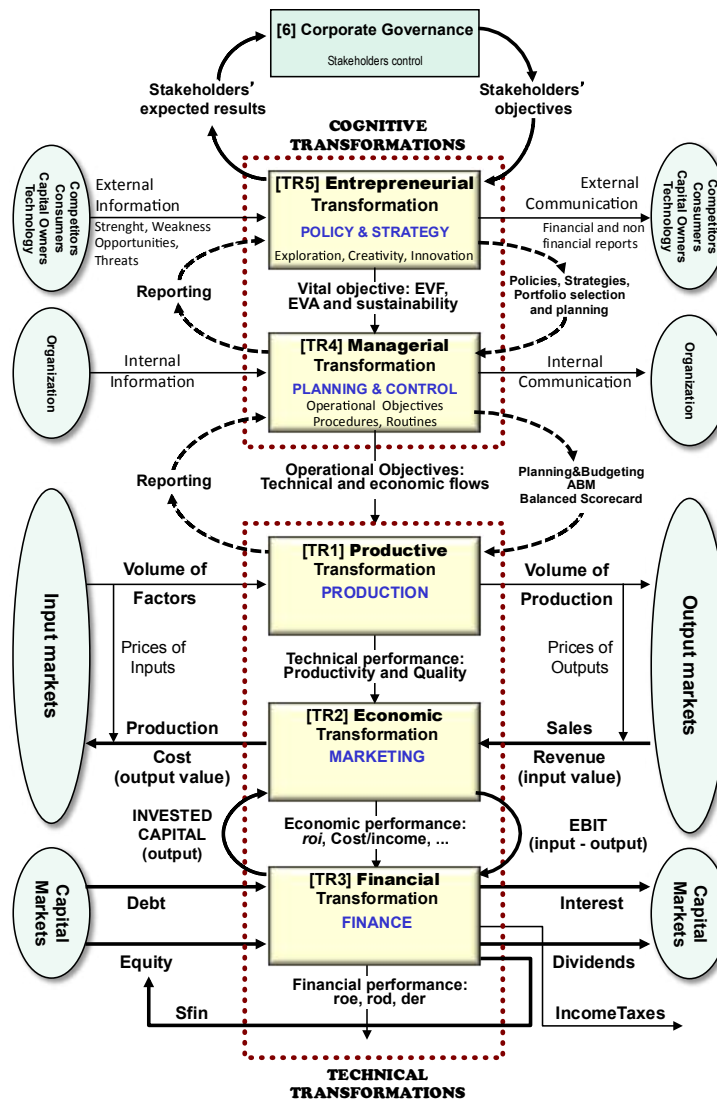 [6] Corporate Governance
Stakeholders control
Stakeholders’
expected results
Stakeholders’
objectives
COGNITIVE
TRANSFORMATIONS
Competitors
Consumers
Capital Owners
Technology
External
Information
Strenght, Weakness
Opportunities,
Threats
[TR5] Entrepreneurial
Transformation
POLICY & STRATEGY
Exploration, Creativity, Innovation
External
Communication
Financial and non
financial reports
Competitors
Consumers
Capital Owners
Technology
Reporting
Vital objective: EVF,
EVA and sustainability
Policies, Strategies,
Portfolio selection
and planning
Organization
Internal
Information
[TR4] Managerial
Transformation
PLANNING & CONTROL
Operational Objectives
Procedures, Routines
Internal
Communication
Organization
Reporting
Operational Objectives:
Technical and economic flows
Planning&Budgeting
ABM
Balanced Scorecard
Input markets
Volume of
Factors
[TR1] Productive
Transformation
PRODUCTION
Volume of
Production
Output markets
Prices of
Inputs
Technical performance:
Productivity and Quality
Prices of
Outputs
Production
Cost
(output value)
[TR2] Economic
Transformation
MARKETING
Sales
Revenue
(input value)
INVESTED
CAPITAL
(output)
Economic performance:
roi, Cost/income, ...
EBIT
(input - output)
Capital
Markets
Debt
Equity
[TR3] Financial
Transformation
FINANCE
Interest
Dividends
Capital
Markets
Sfin
Financial performance:
roe, rod, der
IncomeTaxes
TECHNICAL
TRANSFORMATIONS